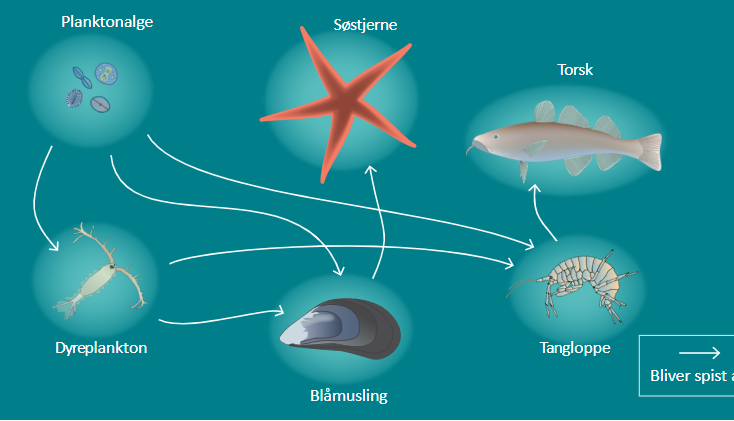 Planktonalge
Søstjerne
Torsk
Dyreplankton
Blåmusling
Tangloppe
Bliver spist a